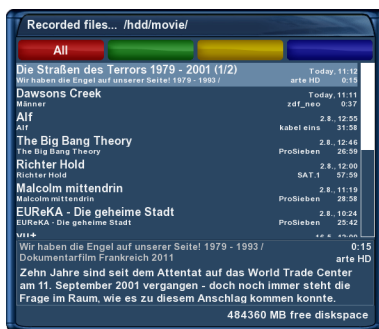 Recorded files... /hdd/movie/
All
Die Straßen des Terrors 1979 - 2001 (1/2) Today, 11:12
Wir haben die Engel auf unserer Seite! 1979 - 1993 / arte HD 0:15
Dawsons Creek Today, 11:11
Männer zdf_neo 0:37
Alf 2.8., 12:55
Alf kabel eins 31:58
The Big Bang Theory 2.8., 12:46
The Big Bang Theory ProSieben 26:59
Richter Hold 2.8., 12:00
Richter Hold SAT.1 57:59
Malcolm mittendrin 2.8., 11:19
Malcolm mittendrin ProSieben 28:58
EUReKA - Die geheime Stadt 2.8., 10:24
EUReKA - Die geheime Stadt ProSieben 25:42
Wir haben die Engel auf unserer Seite! 1979 - 1993 / 0:15
Dokumentarfilm Frankreich 2011 arte HD
Zehn Jahre sind seit dem Attentat auf das World Trade Center
am 11. September 2001 vergangen - doch noch immer steht die
Frage im Raum, wie es zu diesem Anschlag kommen konnte.
484360 MB free diskspace